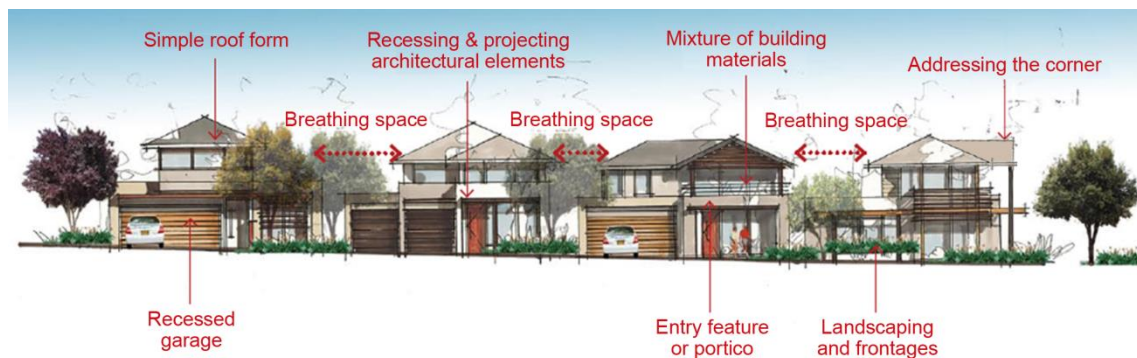 Simple roof form
Recessing & projecting
architectural elements
Mixture of building
materials
Addressing the corner
Breathing space
Breathing space
Breathing space
Recessed
garage
Entry feature
or portico
Landscaping
and frontages